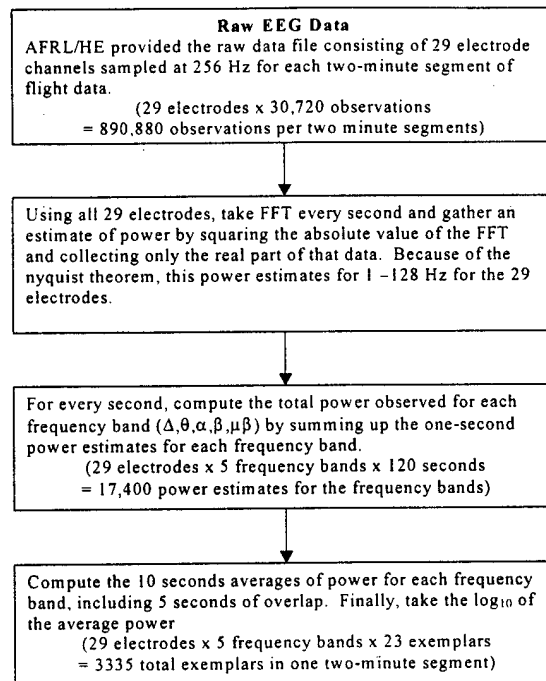 Raw EEG Data
AFRL/HE provided the raw data file consisting of 29 electrode
channels sampled at 256 Hz for each two-minute segment of
flight data.
(29 electrodes x 30,720 observations
= 890,880 observations per two minute segments)
Using all 29 electrodes, take FFT every second and gather an
estimate of power by squaring the absolute value of the FFT
and collecting only the real part of that data. Because of the
nyquist theorem, this power estimates for 1 –128 Hz for the 29
electrodes.
For every second, compute the total power observed for each
frequency band (Δ,θ,α,β,μβ) by summing up the one-second
power estimates for each frequency band.
(29 electrodes x 5 frequency bands x 120 seconds
= 17,400 power estimates for the frequency bands)
Compute the 10 seconds averages of power for each frequency
band, including 5 seconds of overlap. Finally, take the log₁₀ of
the average power
(29 electrodes x 5 frequency bands x 23 exemplars
= 3335 total exemplars in one two-minute segment)